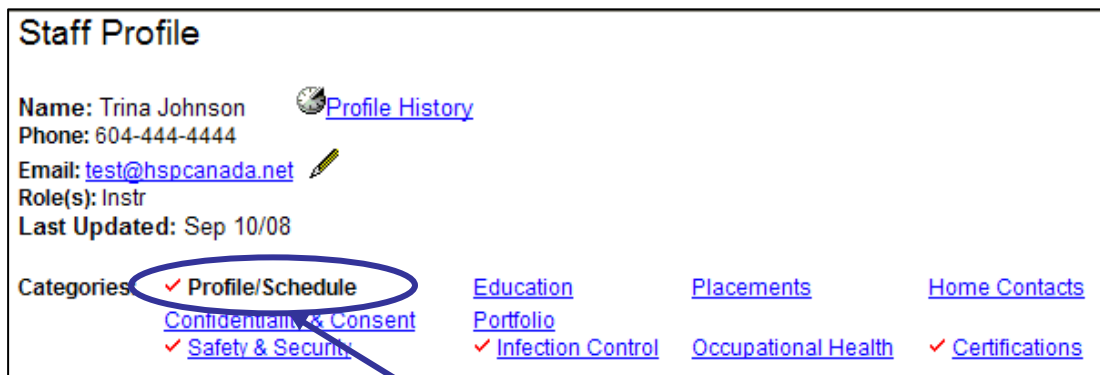 Staff Profile
Name: Trina Johnson Profile History
Phone: 604-444-4444
Email: test@hspcanada.net
Role(s): Instr
Last Updated: Sep 10/08
Categories: Profile/Schedule Education Placements Home Contacts
Confidentiality & Consent Portfolio
Safety & Security Infection Control Occupational Health Certifications